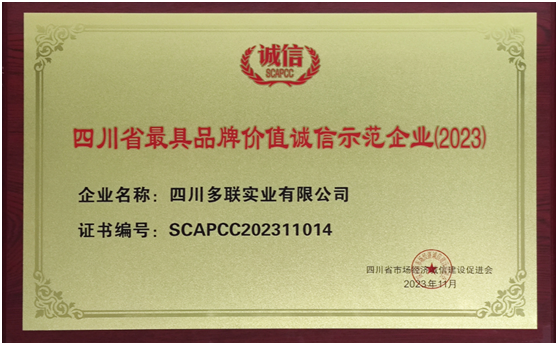 诚信
SCAPCC
四川省最具品牌价值诚信示范企业(2023)
企业名称：四川多联实业有限公司
证书编号：SCAPCC202311014
四川省市场经济诚信建设促进会
2023年11月